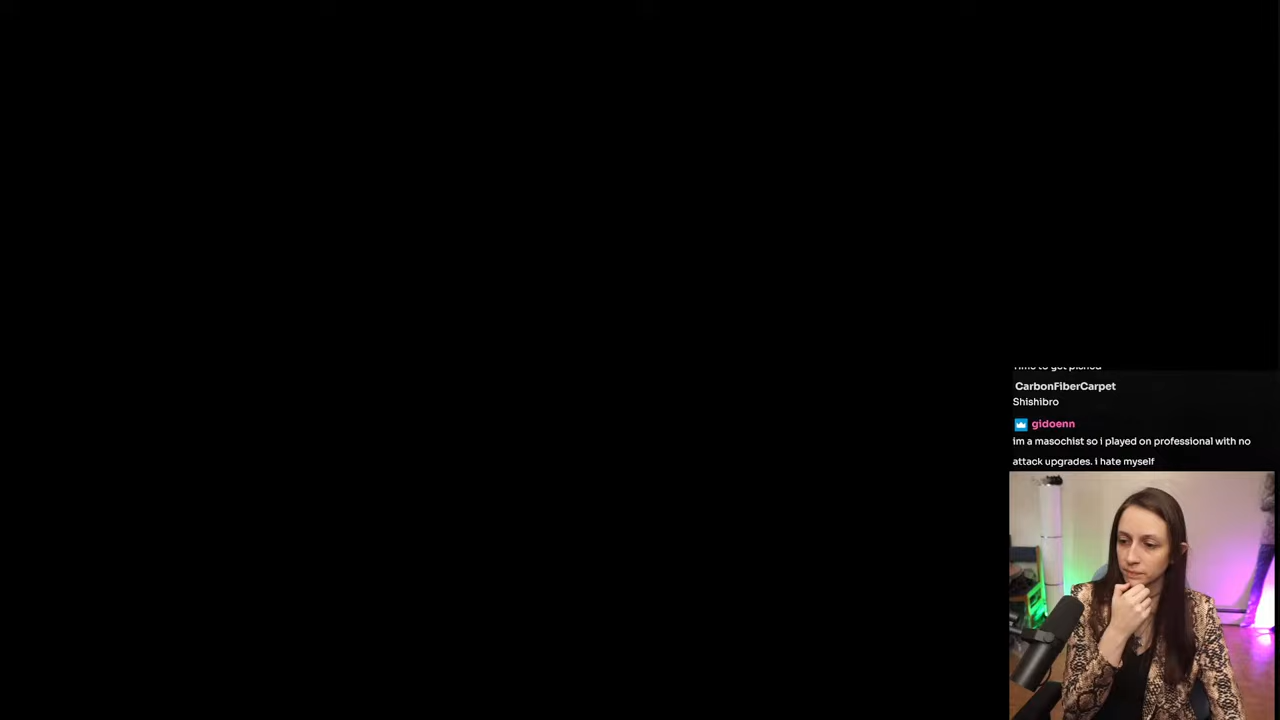 CarbonFiberCarpet
Shishibro
gidoenn
im a masochist so i played on professional with no
attack upgrades. i hate myself